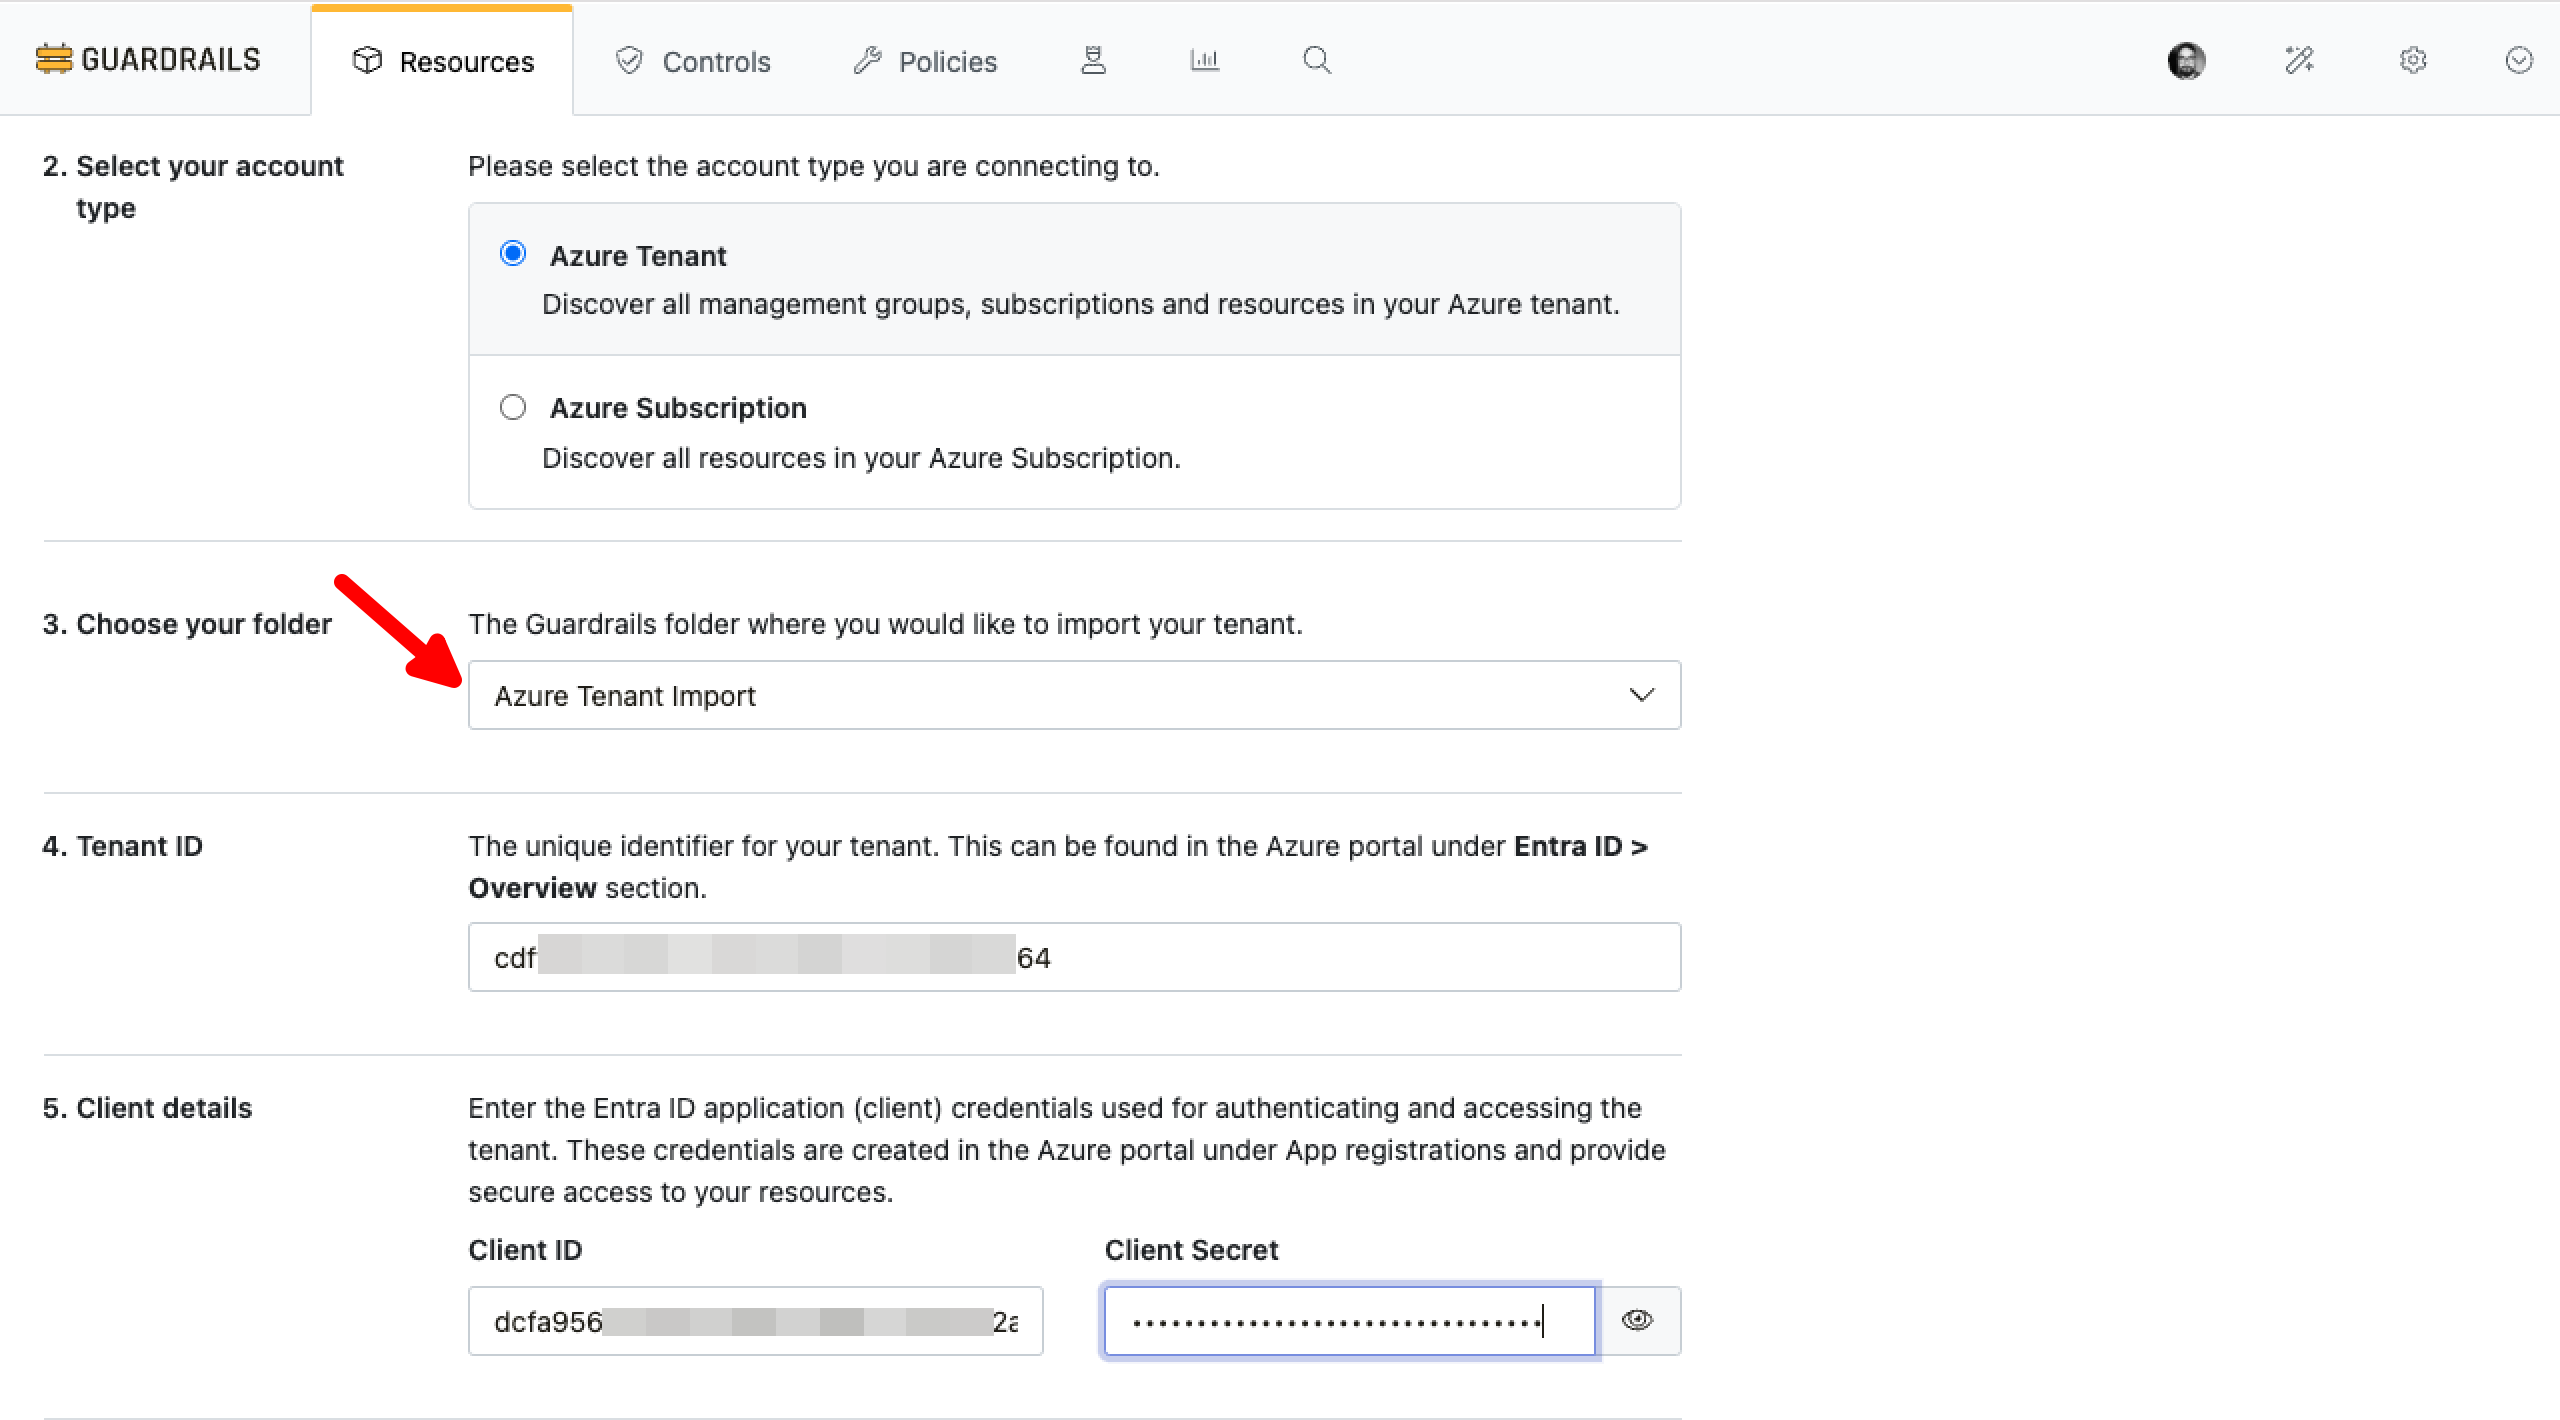 GUARDRAILS
Resources
Controls
Policies
2. Select your account
type
Please select the account type you are connecting to.
Azure Tenant
Discover all management groups, subscriptions and resources in your Azure tenant.
Azure Subscription
Discover all resources in your Azure Subscription.
3. Choose your folder
The Guardrails folder where you would like to import your tenant.
Azure Tenant Import
4. Tenant ID
The unique identifier for your tenant. This can be found in the Azure portal under Entra ID >
Overview section.
cdf 64
5. Client details
Enter the Entra ID application (client) credentials used for authenticating and accessing the
tenant. These credentials are created in the Azure portal under App registrations and provide
secure access to your resources.
Client ID
Client Secret
dcfa956 2a